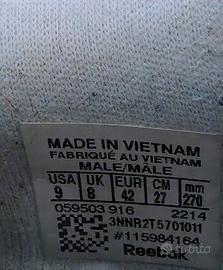 MADE IN VIETNAM
FABRIQUÉ AU VIETNAM
MALE/MÂLE
USA UK EUR CM mm
9 8 42 27 270
059503 916 2214
3NNR2T5701011
#115984164
Reebok
subito